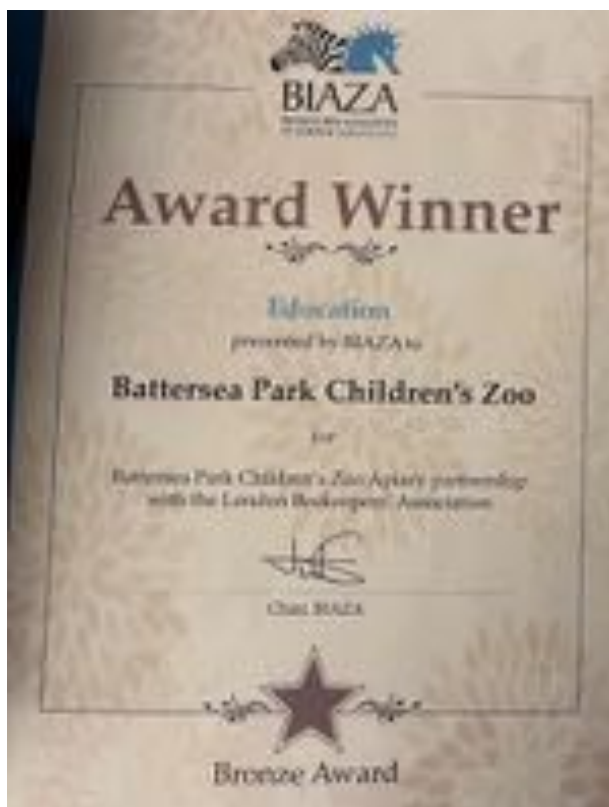 BIAZA
Award Winner
Education
presented by BIAZA to
Battersea Park Children's Zoo
for
Battersea Park Children's Zoo Apiary partnership
with the London Beekeepers' Association
Chair, BIAZA
Bronze Award